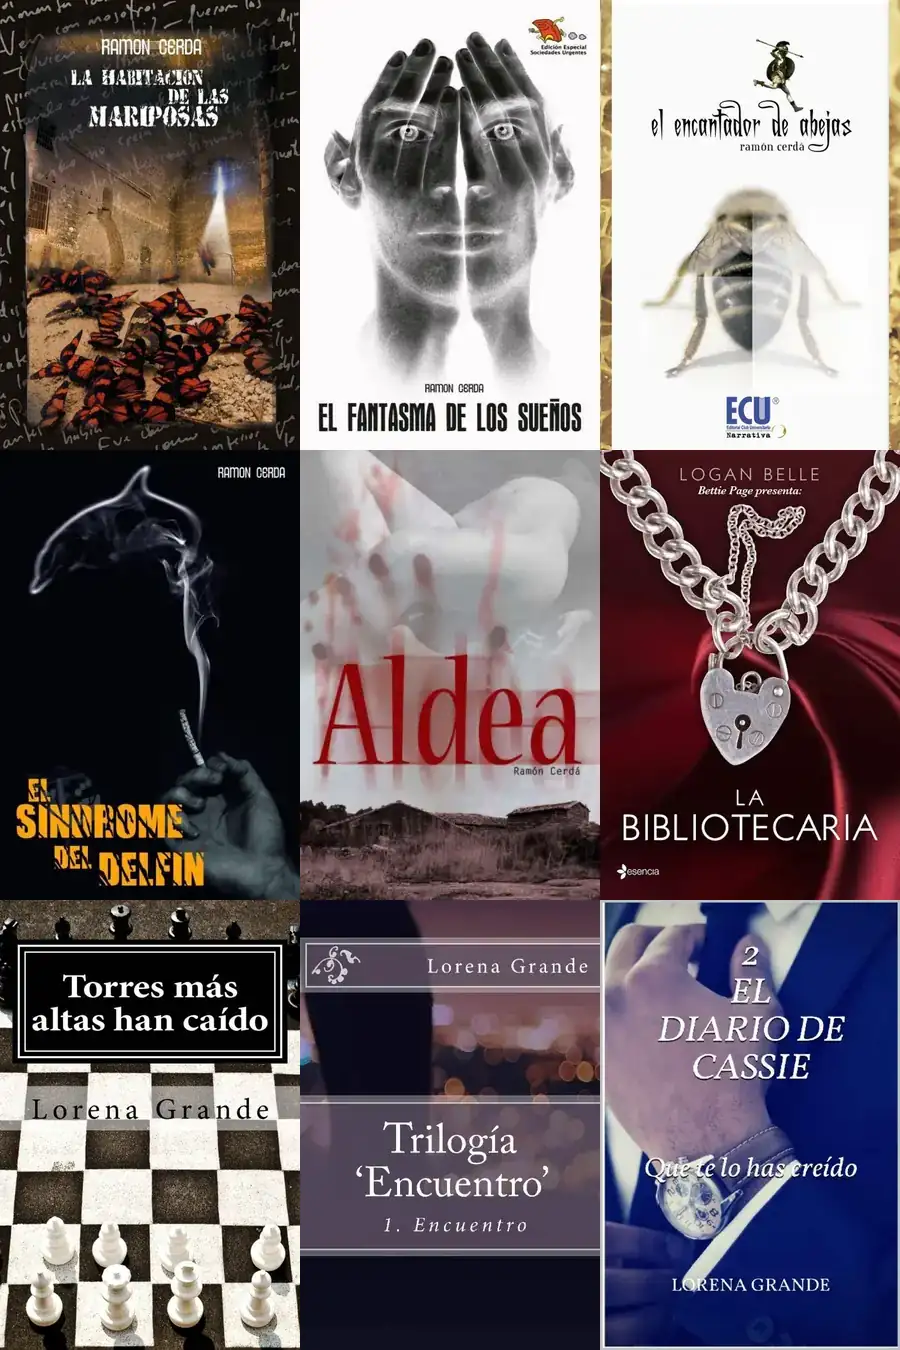 RAMON CERDA
LA HABITACION
DE LAS
MARIPOSAS
Edición Especial
Sociedades Urgentes
RAMON CERDA
EL FANTASMA DE LOS SUEÑOS
el encantador de abejas
ramón cerdá
ECU®
Editorial Club Universitario
Narrativa
RAMON CERDA
EL
SINDROME
DEL DELFIN
Aldea
Ramón Cerdá
LOGAN BELLE
Bettie Page presenta:
LA
BIBLIOTECARIA
esencia
Torres más
altas han caído
Lorena Grande
Lorena Grande
Trilogía
‘Encuentro’
1. Encuentro
2
EL
DIARIO DE
CASSIE
Que te lo has creído
LORENA GRANDE